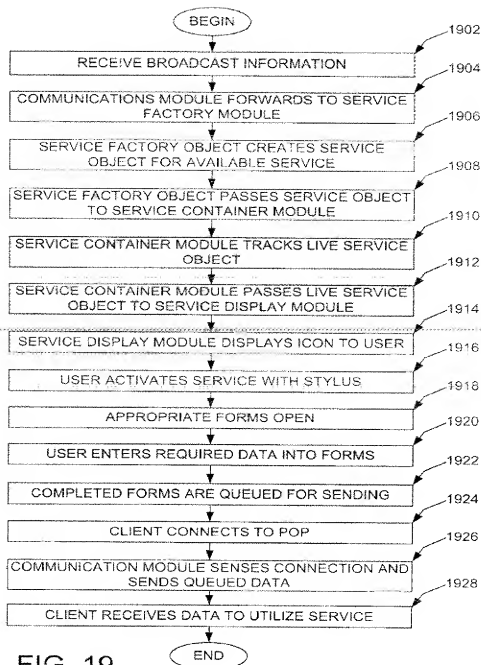 BEGIN
1902
RECEIVE BROADCAST INFORMATION
1904
COMMUNICATIONS MODULE FORWARDS TO SERVICE
FACTORY MODULE
1906
SERVICE FACTORY OBJECT CREATES SERVICE
OBJECT FOR AVAILABLE SERVICE
1908
SERVICE FACTORY OBJECT PASSES SERVICE OBJECT
TO SERVICE CONTAINER MODULE
1910
SERVICE CONTAINER MODULE TRACKS LIVE SERVICE
OBJECT
1912
SERVICE CONTAINER MODULE PASSES LIVE SERVICE
OBJECT TO SERVICE DISPLAY MODULE
1914
SERVICE DISPLAY MODULE DISPLAYS ICON TO USER
1916
USER ACTIVATES SERVICE WITH STYLUS
1918
APPROPRIATE FORMS OPEN
1920
USER ENTERS REQUIRED DATA INTO FORMS
1922
COMPLETED FORMS ARE QUEUED FOR SENDING
1924
CLIENT CONNECTS TO POP
1926
COMMUNICATION MODULE SENSES CONNECTION AND
SENDS QUEUED DATA
1928
CLIENT RECEIVES DATA TO UTILIZE SERVICE
END
FIG. 19